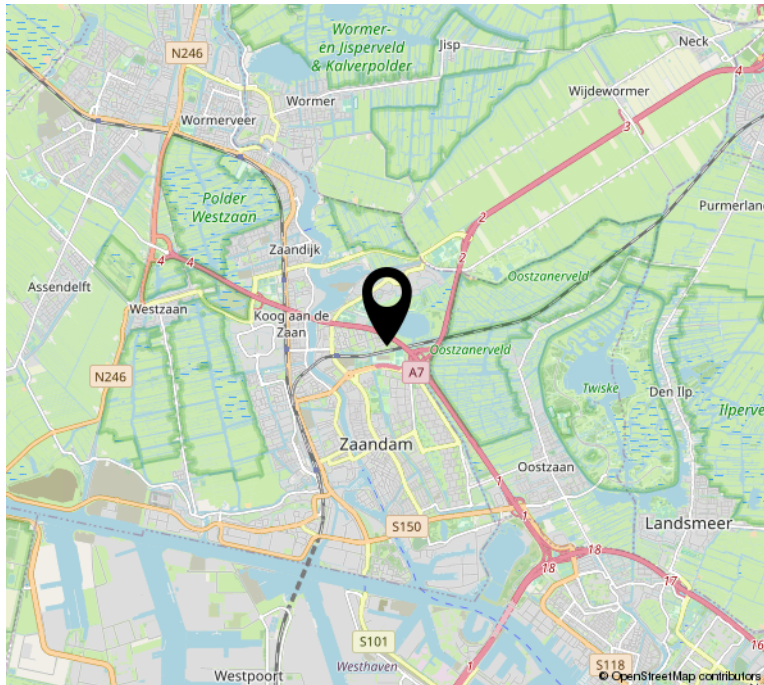 Wormer-
en Jisperveld
& Kalverpolder
Jisp
Neck
N246
4
Wijdewormer
Wormer
Wormerveer
3
Polder
Westzaan
Purmerland
2
Zaandijk
4
4
2
Oostzanerveld
Assendelft
Westzaan
Koog aan de
Zaan
Oostzanerveld
A7
N246
Twiske
Den Ilp
Ilperve
Zaandam
Oostzaan
1
1
S150
Landsmeer
18
18
17
S101
16
Westhaven
1
S118
Westpoort
© OpenStreetMap contributors